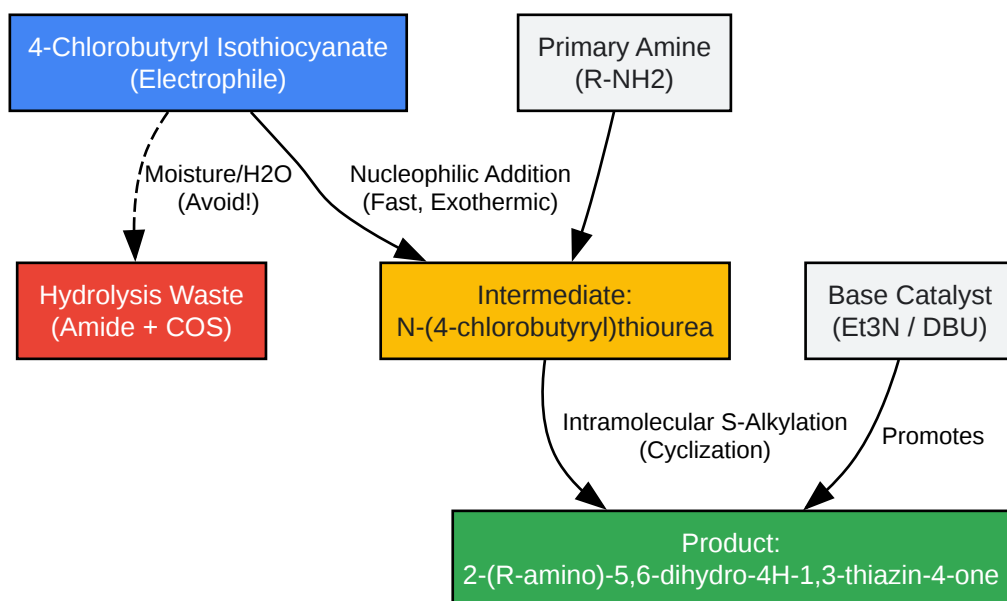 4-Chlorobutyryl Isothiocyanate
(Electrophile)
Primary Amine
(R-NH2)
Moisture/H2O
(Avoid!)
Nucleophilic Addition
(Fast, Exothermic)
Hydrolysis Waste
(Amide + COS)
Intermediate:
N-(4-chlorobutyryl)thiourea
Base Catalyst
(Et3N / DBU)
Intramolecular S-Alkylation
(Cyclization)
Promotes
Product:
2-(R-amino)-5,6-dihydro-4H-1,3-thiazin-4-one